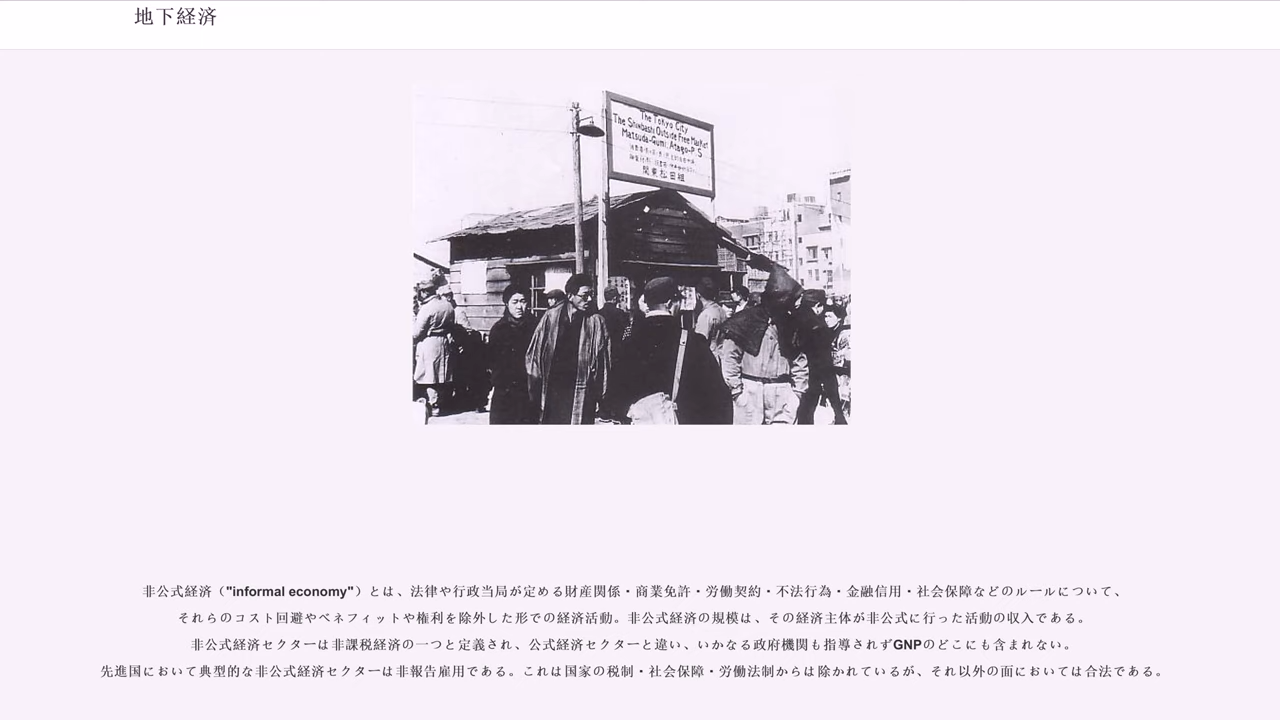 地下経済
The Tokyo City
The Shinbashi Outside Free Market
Matsuda-Gumi; Atago-P.S
関東松田組
非公式経済（"informal economy"）とは、法律や行政当局が定める財産関係・商業免許・労働契約・不法行為・金融信用・社会保障などのルールについて、
それらのコスト回避やベネフィットや権利を除外した形での経済活動。非公式経済の規模は、その経済主体が非公式に行った活動の収入である。
非公式経済セクターは非課税経済の一つと定義され、公式経済セクターと違い、いかなる政府機関も指導されずGNPのどこにも含まれない。
先進国において典型的な非公式経済セクターは非報告雇用である。これは国家の税制・社会保障・労働法制からは除かれているが、それ以外の面においては合法である。